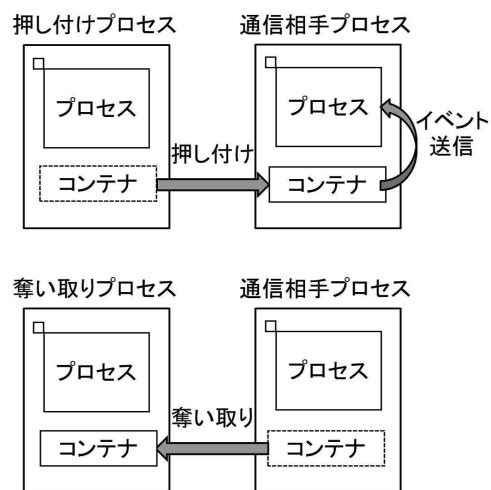 押し付けプロセス
通信相手プロセス
プロセス
プロセス
イベント
送信
押し付け
コンテナ
コンテナ
奪い取りプロセス
通信相手プロセス
プロセス
プロセス
奪い取り
コンテナ
コンテナ